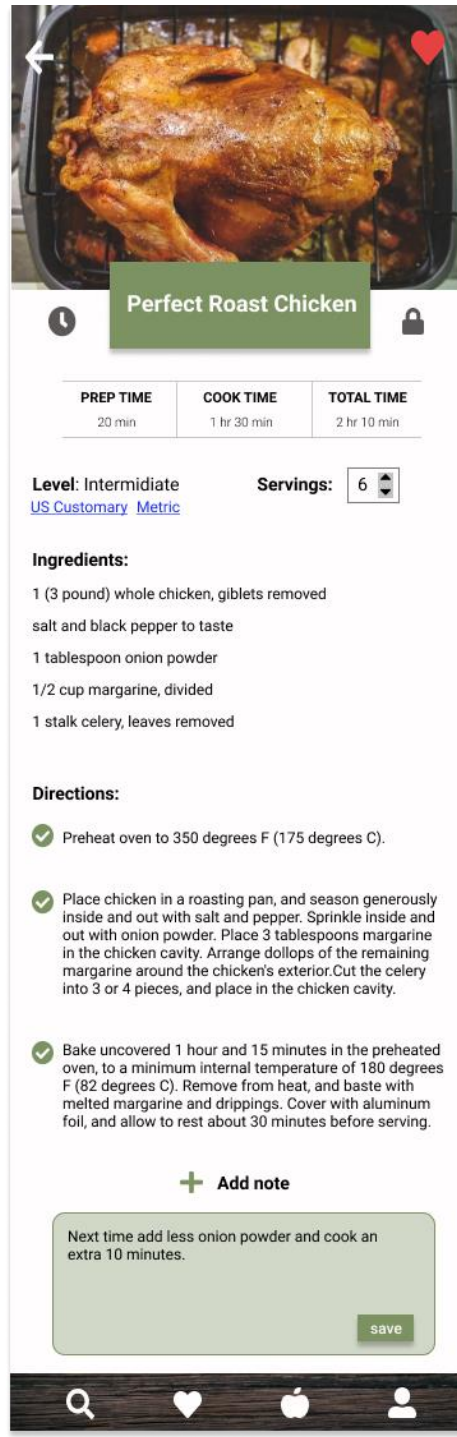 Perfect Roast Chicken
PREP TIME COOK TIME TOTAL TIME
20 min 1 hr 30 min 2 hr 10 min
Level: Intermidiate Servings: 6
US Customary Metric
Ingredients:
1 (3 pound) whole chicken, giblets removed
salt and black pepper to taste
1 tablespoon onion powder
1/2 cup margarine, divided
1 stalk celery, leaves removed
Directions:
Preheat oven to 350 degrees F (175 degrees C).
Place chicken in a roasting pan, and season generously
inside and out with salt and pepper. Sprinkle inside and
out with onion powder. Place 3 tablespoons margarine
in the chicken cavity. Arrange dollops of the remaining
margarine around the chicken's exterior.Cut the celery
into 3 or 4 pieces, and place in the chicken cavity.
Bake uncovered 1 hour and 15 minutes in the preheated
oven, to a minimum internal temperature of 180 degrees
F (82 degrees C). Remove from heat, and baste with
melted margarine and drippings. Cover with aluminum
foil, and allow to rest about 30 minutes before serving.
Add note
Next time add less onion powder and cook an
extra 10 minutes.
save